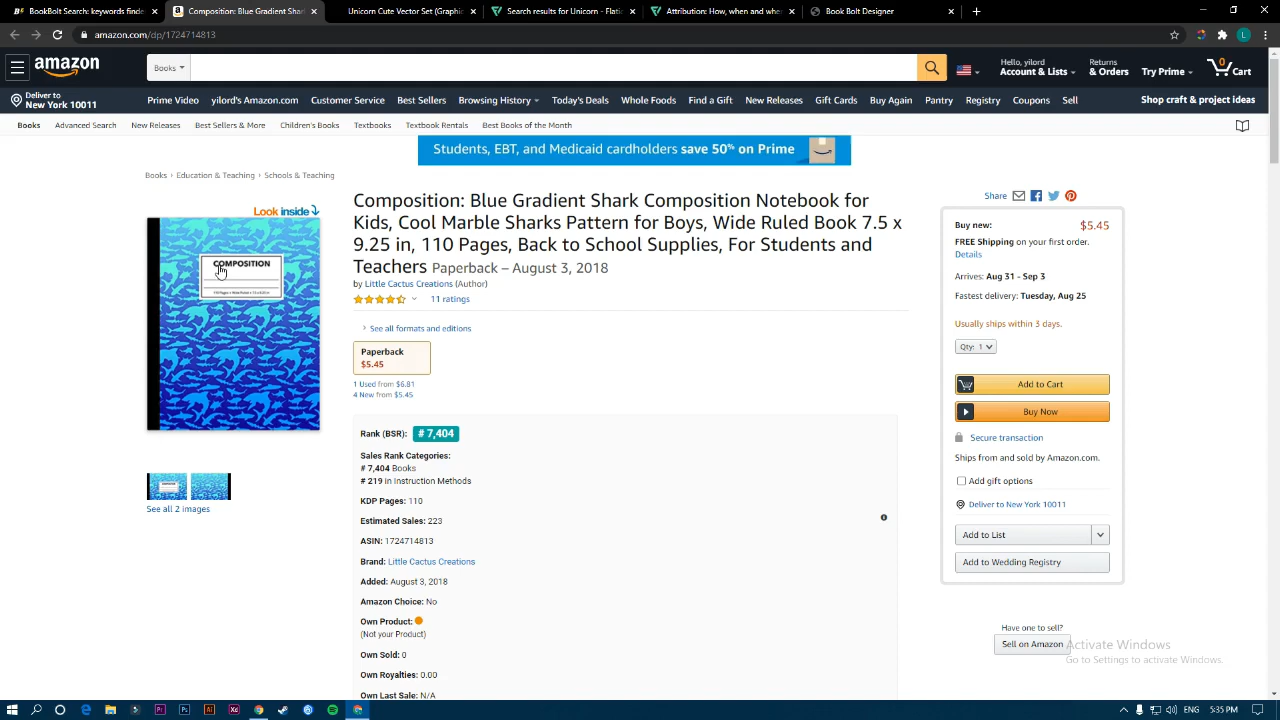 BookBolt Search: keywords finder
Composition: Blue Gradient Shark
Unicorn Cute Vector Set (Graphic
Search results for Unicorn - Flatic
Attribution: How, when and wher
Book Bolt Designer
amazon.com/dp/1724714813
L
amazon
Books
Hello, yilord
Account & Lists
Returns
& Orders
Try Prime
0
Cart
Deliver to
New York 10011
Prime Video
yilord's Amazon.com
Customer Service
Best Sellers
Browsing History
Today's Deals
Whole Foods
Find a Gift
New Releases
Gift Cards
Buy Again
Pantry
Registry
Coupons
Sell
Shop craft & project ideas
Books
Advanced Search
New Releases
Best Sellers & More
Children's Books
Textbooks
Textbook Rentals
Best Books of the Month
Students, EBT, and Medicaid cardholders save 50% on Prime
Books › Education & Teaching › Schools & Teaching
Look inside
COMPOSITION
See all 2 images
Composition: Blue Gradient Shark Composition Notebook for
Kids, Cool Marble Sharks Pattern for Boys, Wide Ruled Book 7.5 x
9.25 in, 110 Pages, Back to School Supplies, For Students and
Teachers Paperback – August 3, 2018
by Little Cactus Creations (Author)
11 ratings
› See all formats and editions
Paperback
$5.45
1 Used from $6.81
4 New from $5.45
Rank (BSR): # 7,404
Sales Rank Categories:
# 7,404 Books
# 219 in Instruction Methods
KDP Pages: 110
Estimated Sales: 223
ASIN: 1724714813
Brand: Little Cactus Creations
Added: August 3, 2018
Amazon Choice: No
Own Product:
(Not your Product)
Own Sold: 0
Own Royalties: 0.00
Own Last Sale: N/A
Share
Buy new: $5.45
FREE Shipping on your first order.
Details
Arrives: Aug 31 - Sep 3
Fastest delivery: Tuesday, Aug 25
Usually ships within 3 days.
Qty: 1
Add to Cart
Buy Now
Secure transaction
Ships from and sold by Amazon.com.
Add gift options
Deliver to New York 10011
Add to List
Add to Wedding Registry
Have one to sell?
Sell on Amazon
Activate Windows
Go to Settings to activate Windows.
ENG
5:35 PM